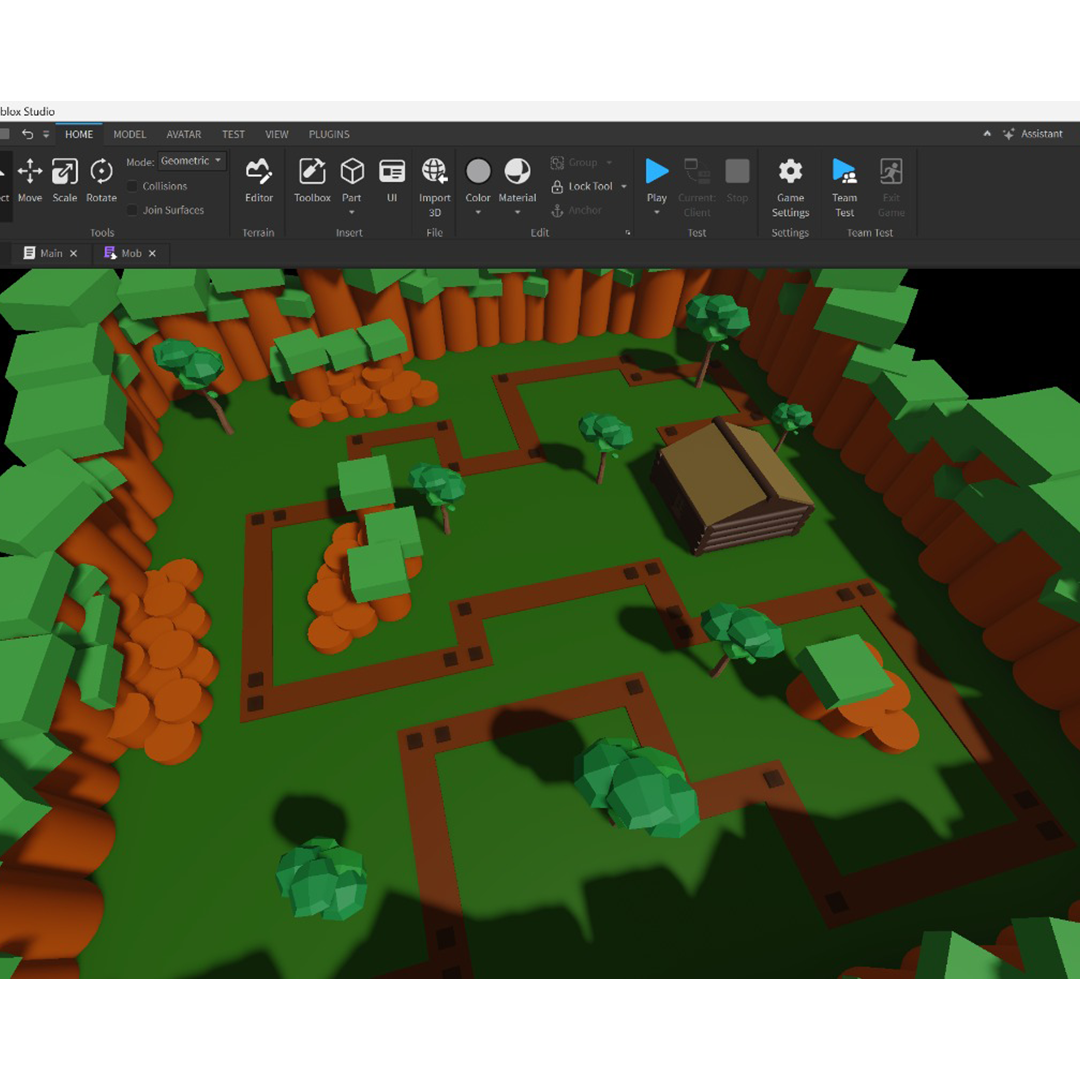 blox Studio
HOME MODEL AVATAR TEST VIEW PLUGINS Assistant
ect Move Scale Rotate Mode: Geometric Collisions Join Surfaces
Editor Toolbox Part UI Import 3D Color Material Group Lock Tool Anchor
Play Current: Client Stop Game Settings Team Test Exit Game
Tools Terrain Insert File Edit Test Settings Team Test
Main Mob